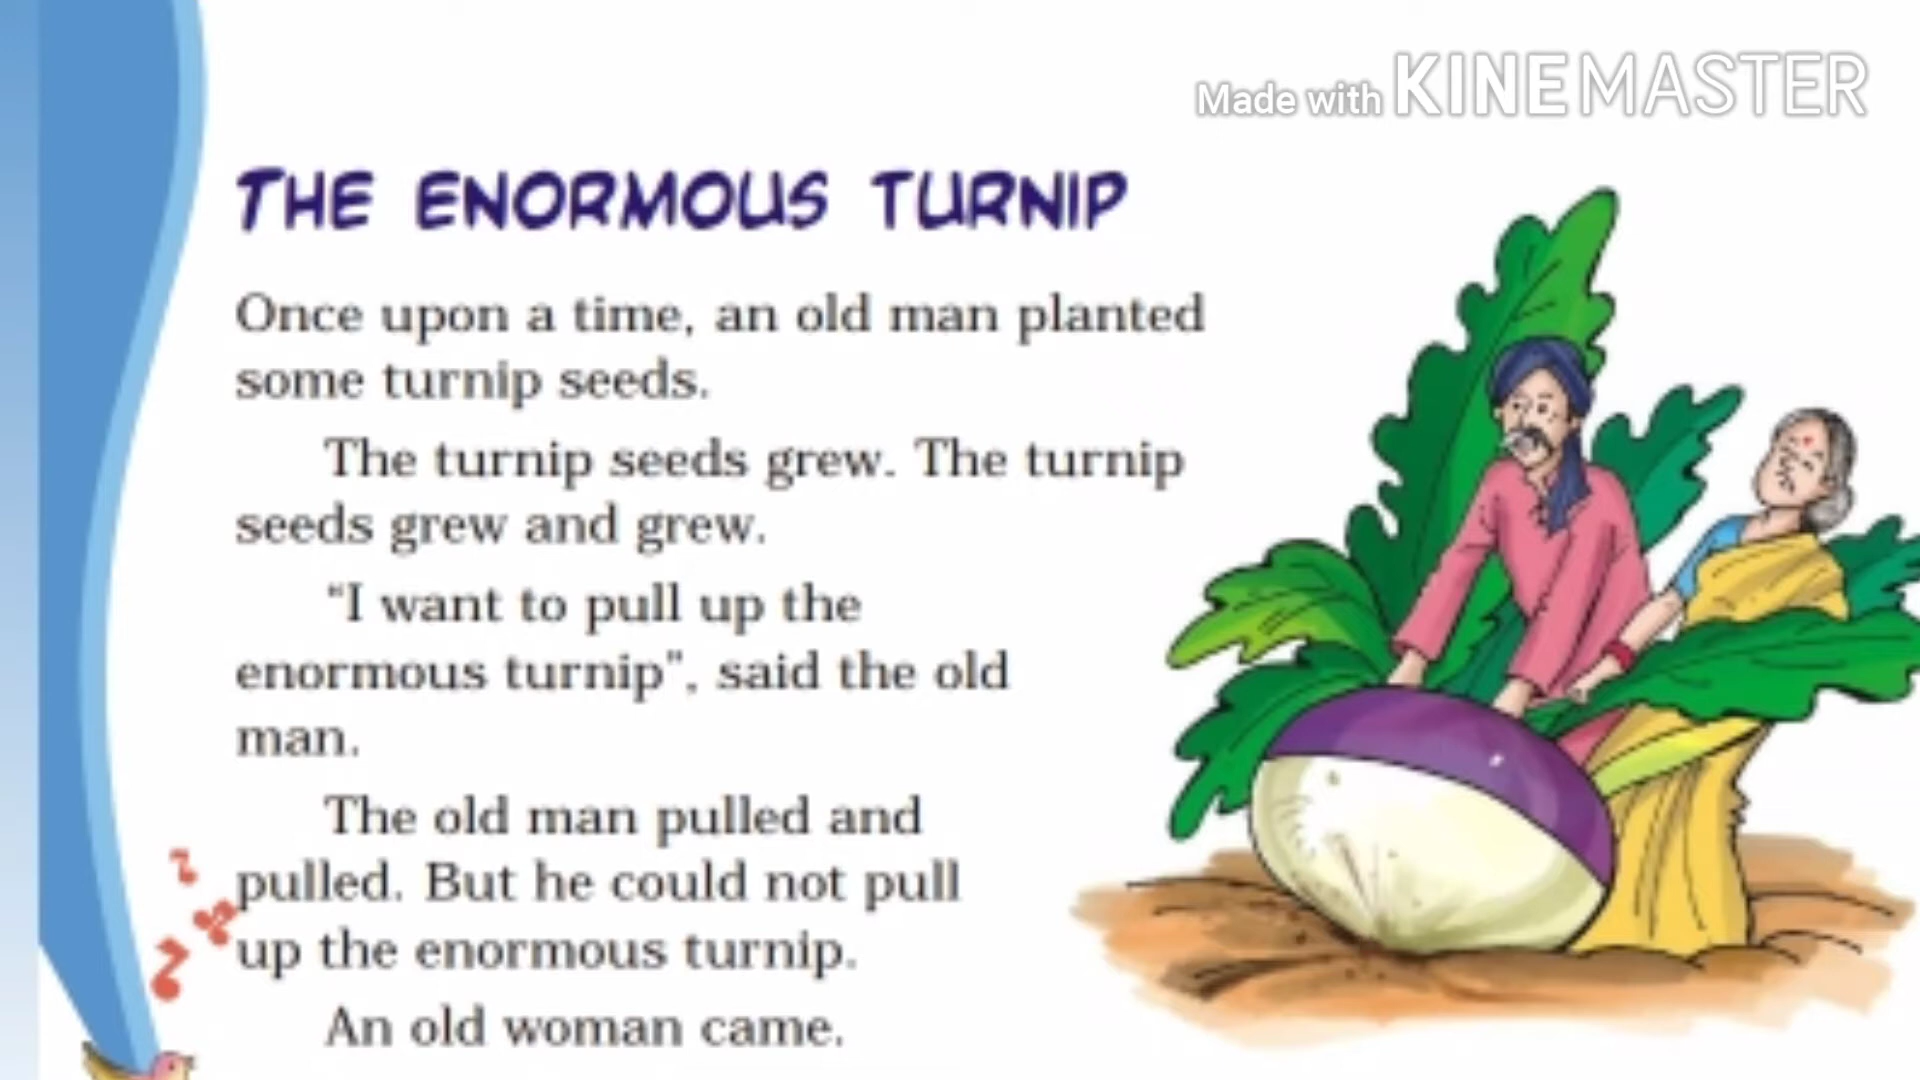 Made with KINEMASTER
THE ENORMOUS TURNIP
Once upon a time, an old man planted
some turnip seeds.
The turnip seeds grew. The turnip
seeds grew and grew.
“I want to pull up the
enormous turnip”, said the old
man.
The old man pulled and
pulled. But he could not pull
up the enormous turnip.
An old woman came.